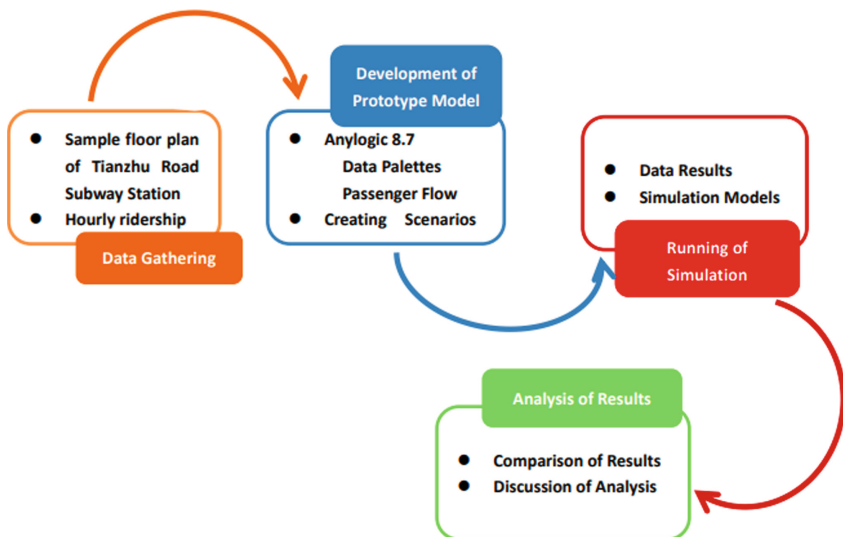 ● Sample floor plan
of Tianzhu Road
Subway Station
● Hourly ridership
Data Gathering
Development of
Prototype Model
● Anylogic 8.7
Data Palettes
Passenger Flow
● Creating Scenarios
● Data Results
● Simulation Models
Running of
Simulation
Analysis of Results
● Comparison of Results
● Discussion of Analysis